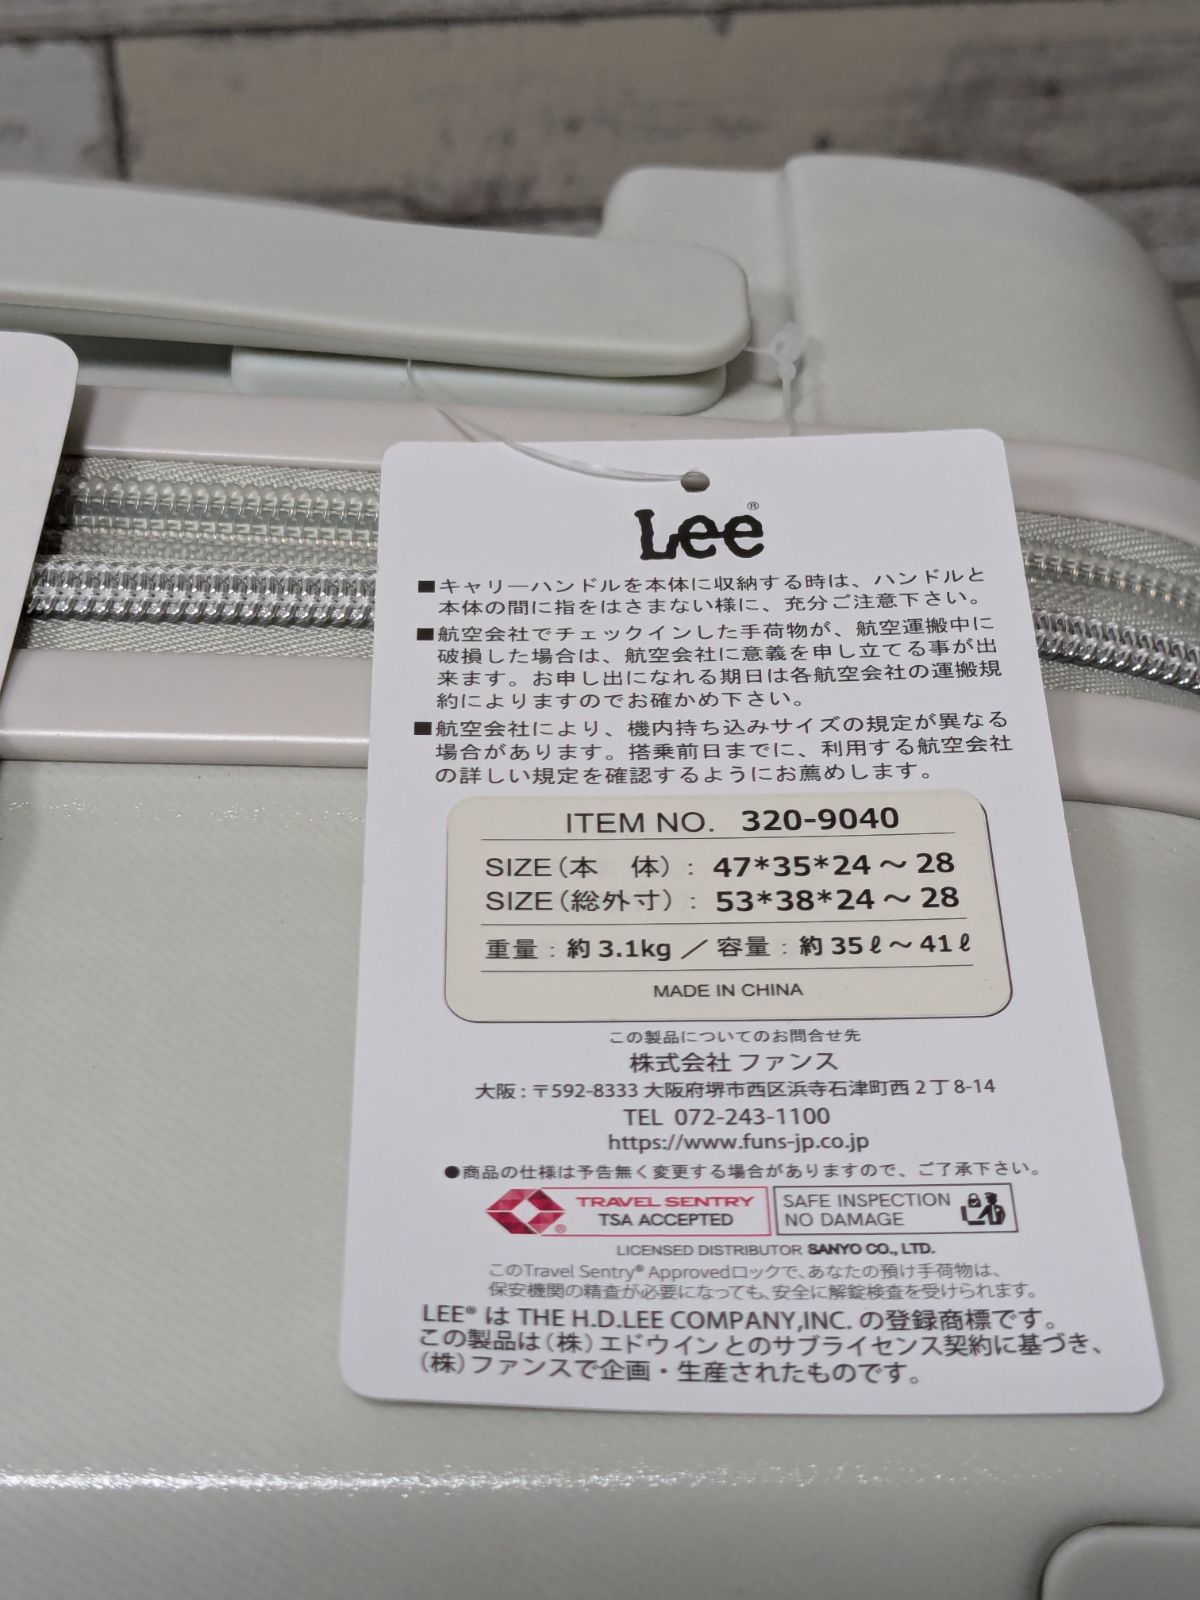 Lee®
■キャリーハンドルを本体に収納する時は、ハンドルと
本体の間に指をはさまない様に、充分ご注意下さい。
■航空会社でチェックインした手荷物が、航空運搬中に
破損した場合は、航空会社に意義を申し立てる事が出
来ます。お申し出になれる期日は各航空会社の運搬規
約によりますのでお確かめ下さい。
■航空会社により、機内持ち込みサイズの規定が異なる
場合があります。搭乗前日までに、利用する航空会社
の詳しい規定を確認するようにお薦めします。
ITEM NO. 320-9040
SIZE(本　体): 47*35*24～28
SIZE(総外寸): 53*38*24～28
重量:約3.1kg／容量:約35ℓ～41ℓ
MADE IN CHINA
この製品についてのお問合せ先
株式会社 ファンス
大阪:〒592-8333 大阪府堺市西区浜寺石津町西2丁8-14
TEL 072-243-1100
https://www.funs-jp.co.jp
●商品の仕様は予告無く変更する場合がありますので、ご了承下さい。
TRAVEL SENTRY
TSA ACCEPTED
®
SAFE INSPECTION
NO DAMAGE
LICENSED DISTRIBUTOR SANYO CO., LTD.
このTravel Sentry® Approvedロックで、あなたの預け手荷物は、
保安機関の精査が必要になっても、安全に解錠検査を受けられます。
LEE® は THE H.D.LEE COMPANY,INC. の登録商標です。
この製品は(株)エドウインとのサブライセンス契約に基づき、
(株)ファンスで企画・生産されたものです。